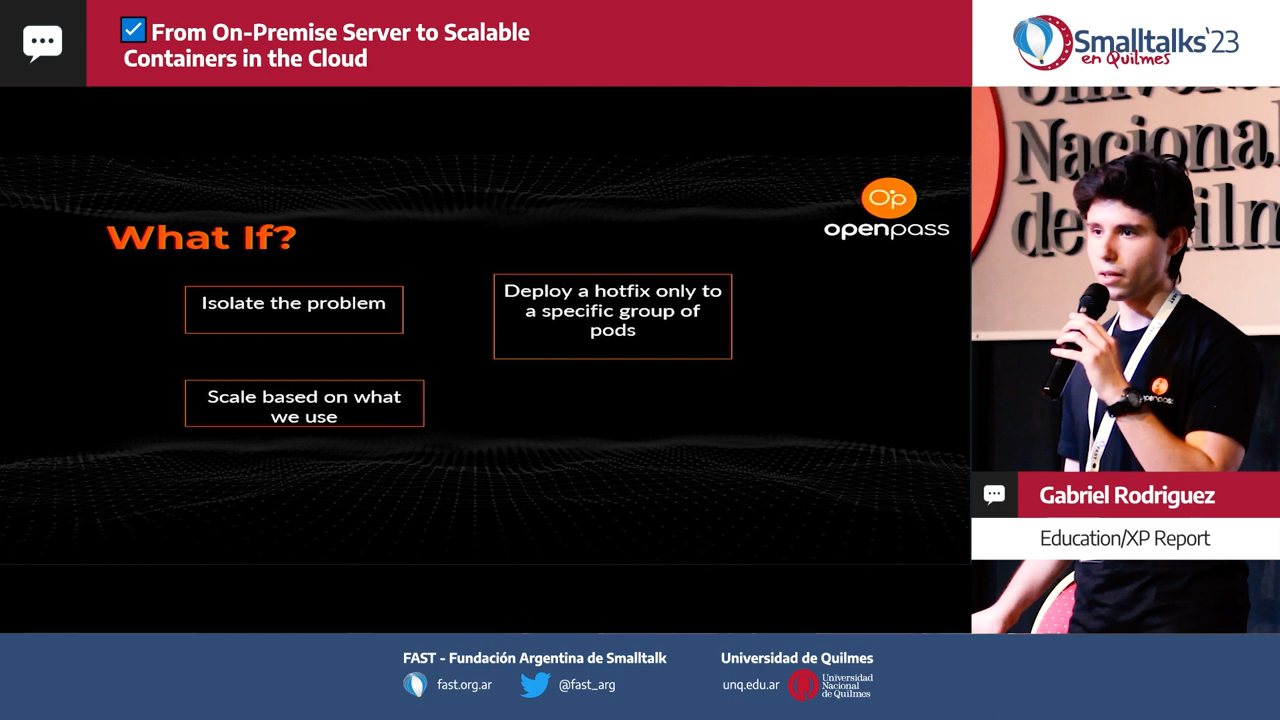 From On-Premise Server to Scalable
Containers in the Cloud
Smalltalks'23
en Quilmes
Nacional
What If?
Op
openpass
Isolate the problem
Deploy a hotfix only to
a specific group of
pods
Scale based on what
we use
openpass
Gabriel Rodriguez
Education/XP Report
FAST - Fundación Argentina de Smalltalk
fast.org.ar
@fast_arg
Universidad de Quilmes
unq.edu.ar
Universidad
Nacional
de Quilmes